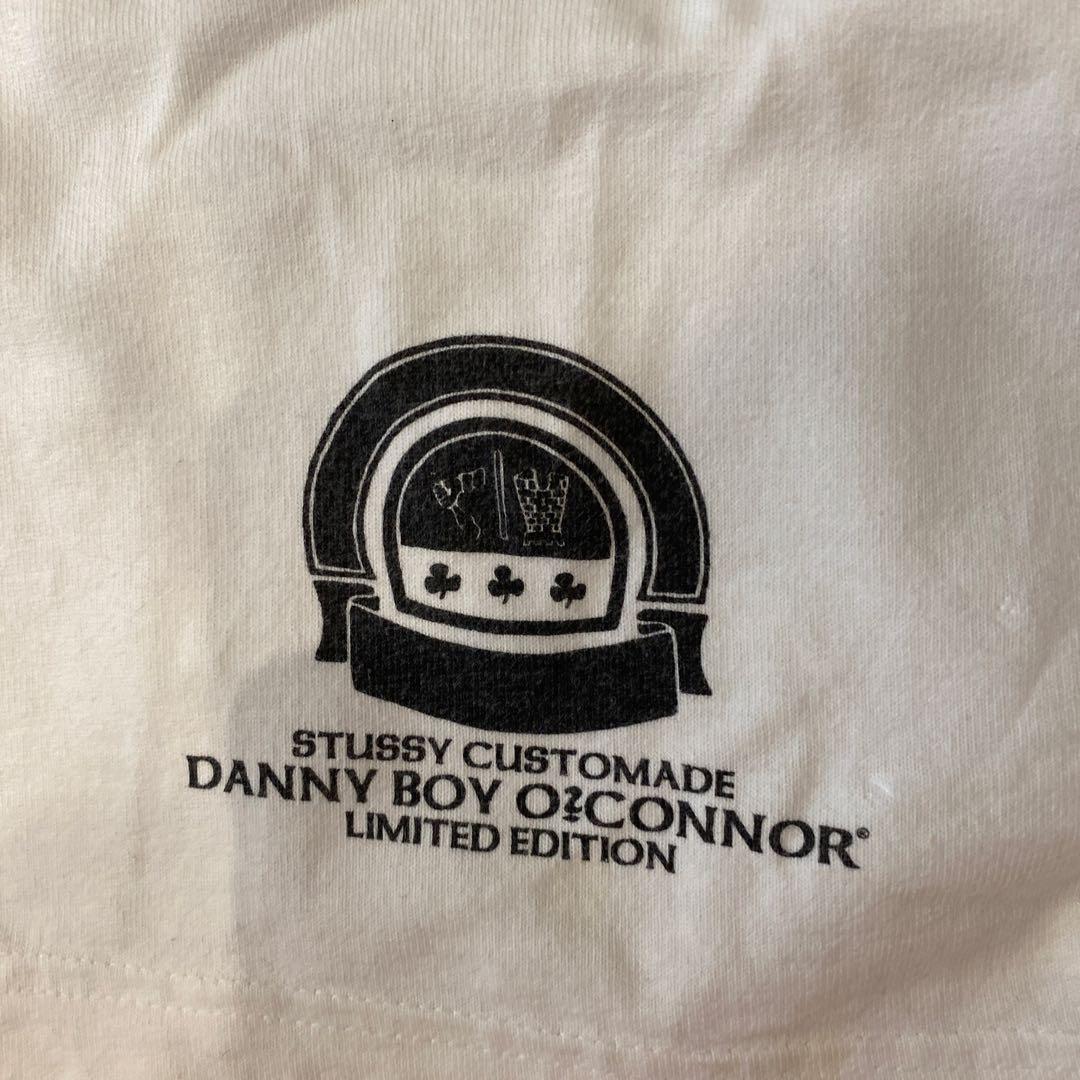 STUSSY CUSTOMADE
DANNY BOY O?CONNOR®
LIMITED EDITION